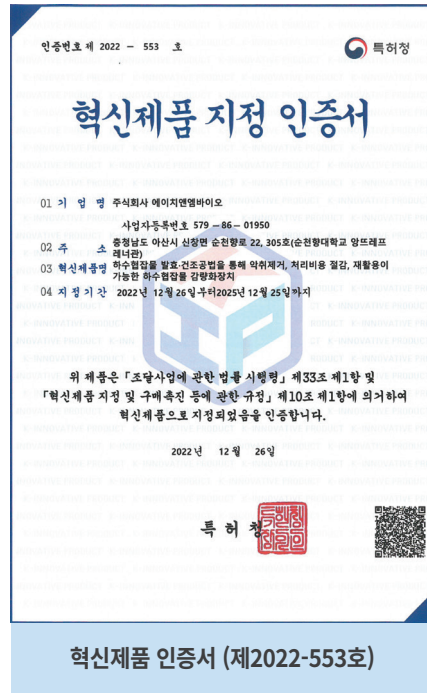 인증번호 제 2022 - 553 호
특허청
혁신제품 지정 인증서
01 기 업 명 주식회사 에이치앤엠바이오
사업자등록번호 579-86-01950
02 주 소 충청남도 아산시 신창면 순천향로 22, 305호(순천향대학교 앙뜨레프
레너관)
03 혁신제품명 하수협잡물을 발효·건조공법을 통해 악취제거, 처리비용 절감, 재활용이
가능한 하수협잡물 감량화장치
04 지 정 기 간 2022년 12월 26일부터2025년 12월 25일까지
위 제품은 「조달사업에 관한 법률 시행령」 제33조 제1항 및
「혁신제품 지정 및 구매촉진 등에 관한 규정」 제10조 제1항에 의거하여
혁신제품으로 지정되었음을 인증합니다.
2022년 12월 26일
특 허 청
혁신제품 인증서 (제2022-553호)